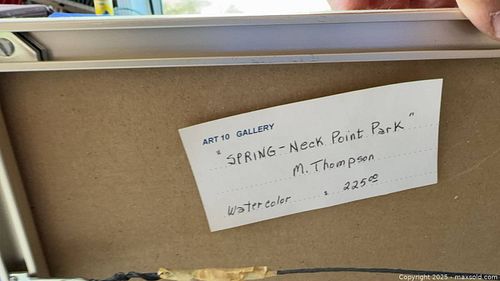 ART 10 GALLERY
"SPRING - Neck Point Park"
M. Thompson
Watercolor $ 225.00
Copyright 2025 - maxsold.com